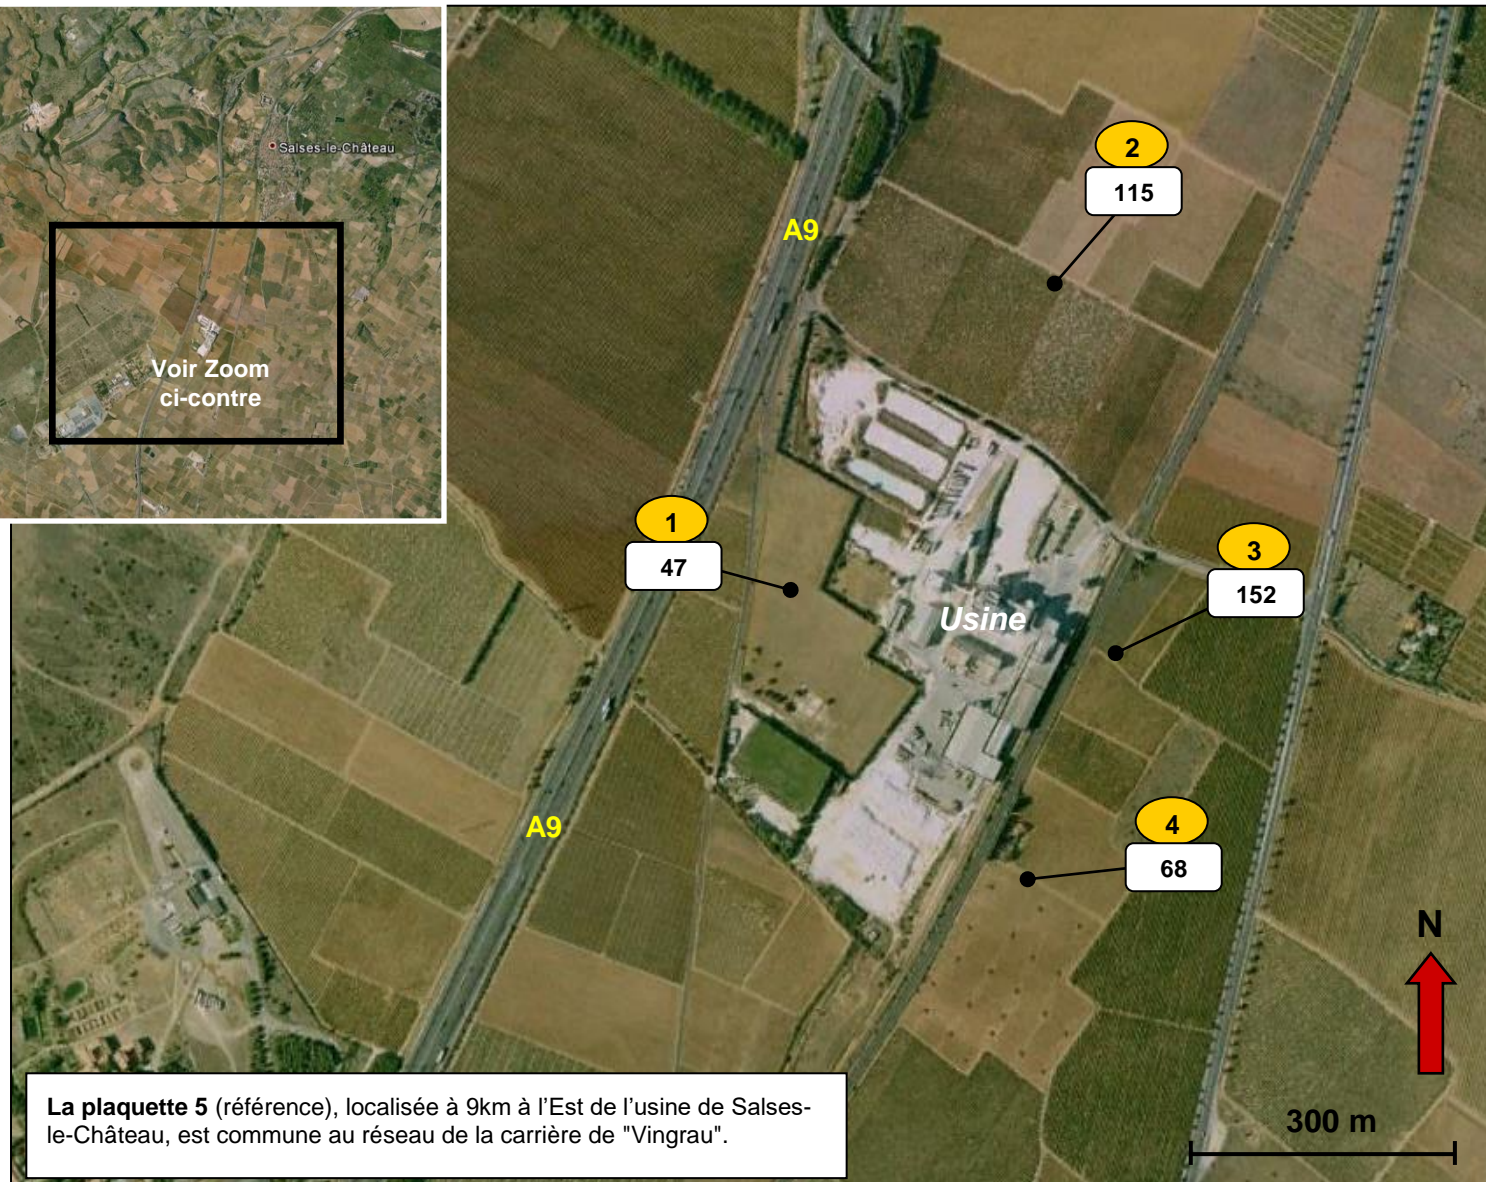 Salses-le-Château
Voir Zoom
ci-contre
A9
2
115
1
47
3
152
Usine
A9
4
68
N
300 m
La plaquette 5 (référence), localisée à 9km à l'Est de l'usine de Salses-
le-Château, est commune au réseau de la carrière de "Vingrau".